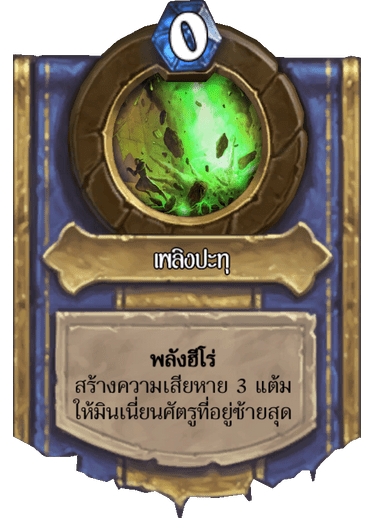 0
เพลิงปะทุ
พลังฮีโร่
สร้างความเสียหาย 3 แต้ม
ให้มินเนี่ยนศัตรูที่อยู่ซ้ายสุด